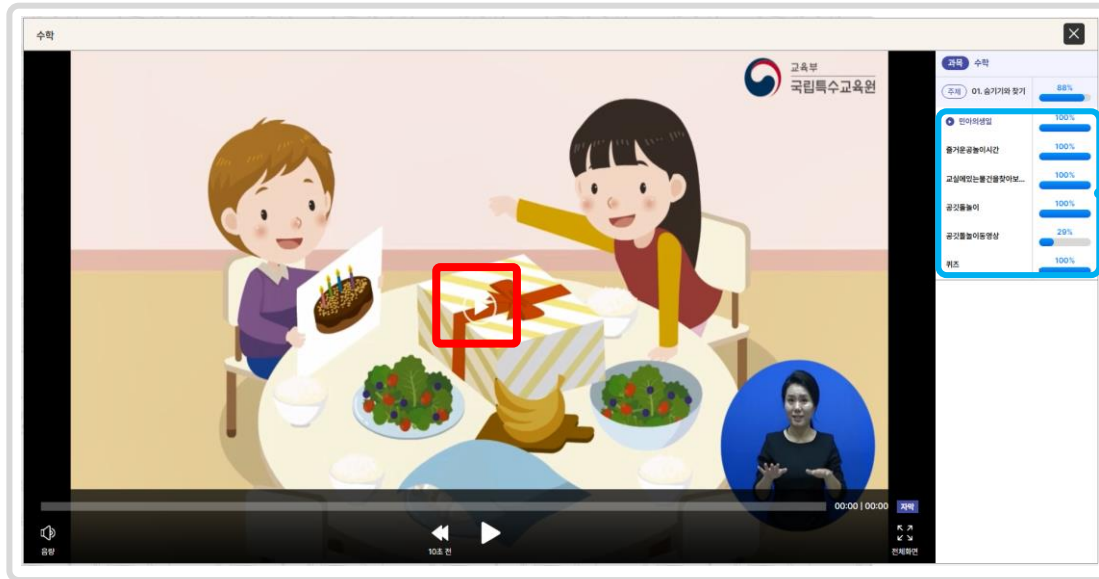 수학
교육부
국립특수교육원
과목 수학
주제 01. 숨기기와 찾기 88%
민아의생일 100%
즐거운공놀이시간 100%
교실에있는물건을찾아보... 100%
공깃돌놀이 100%
공깃돌놀이동영상 29%
퀴즈 100%
00:00 | 00:00 자막
음량
10초 전
전체화면